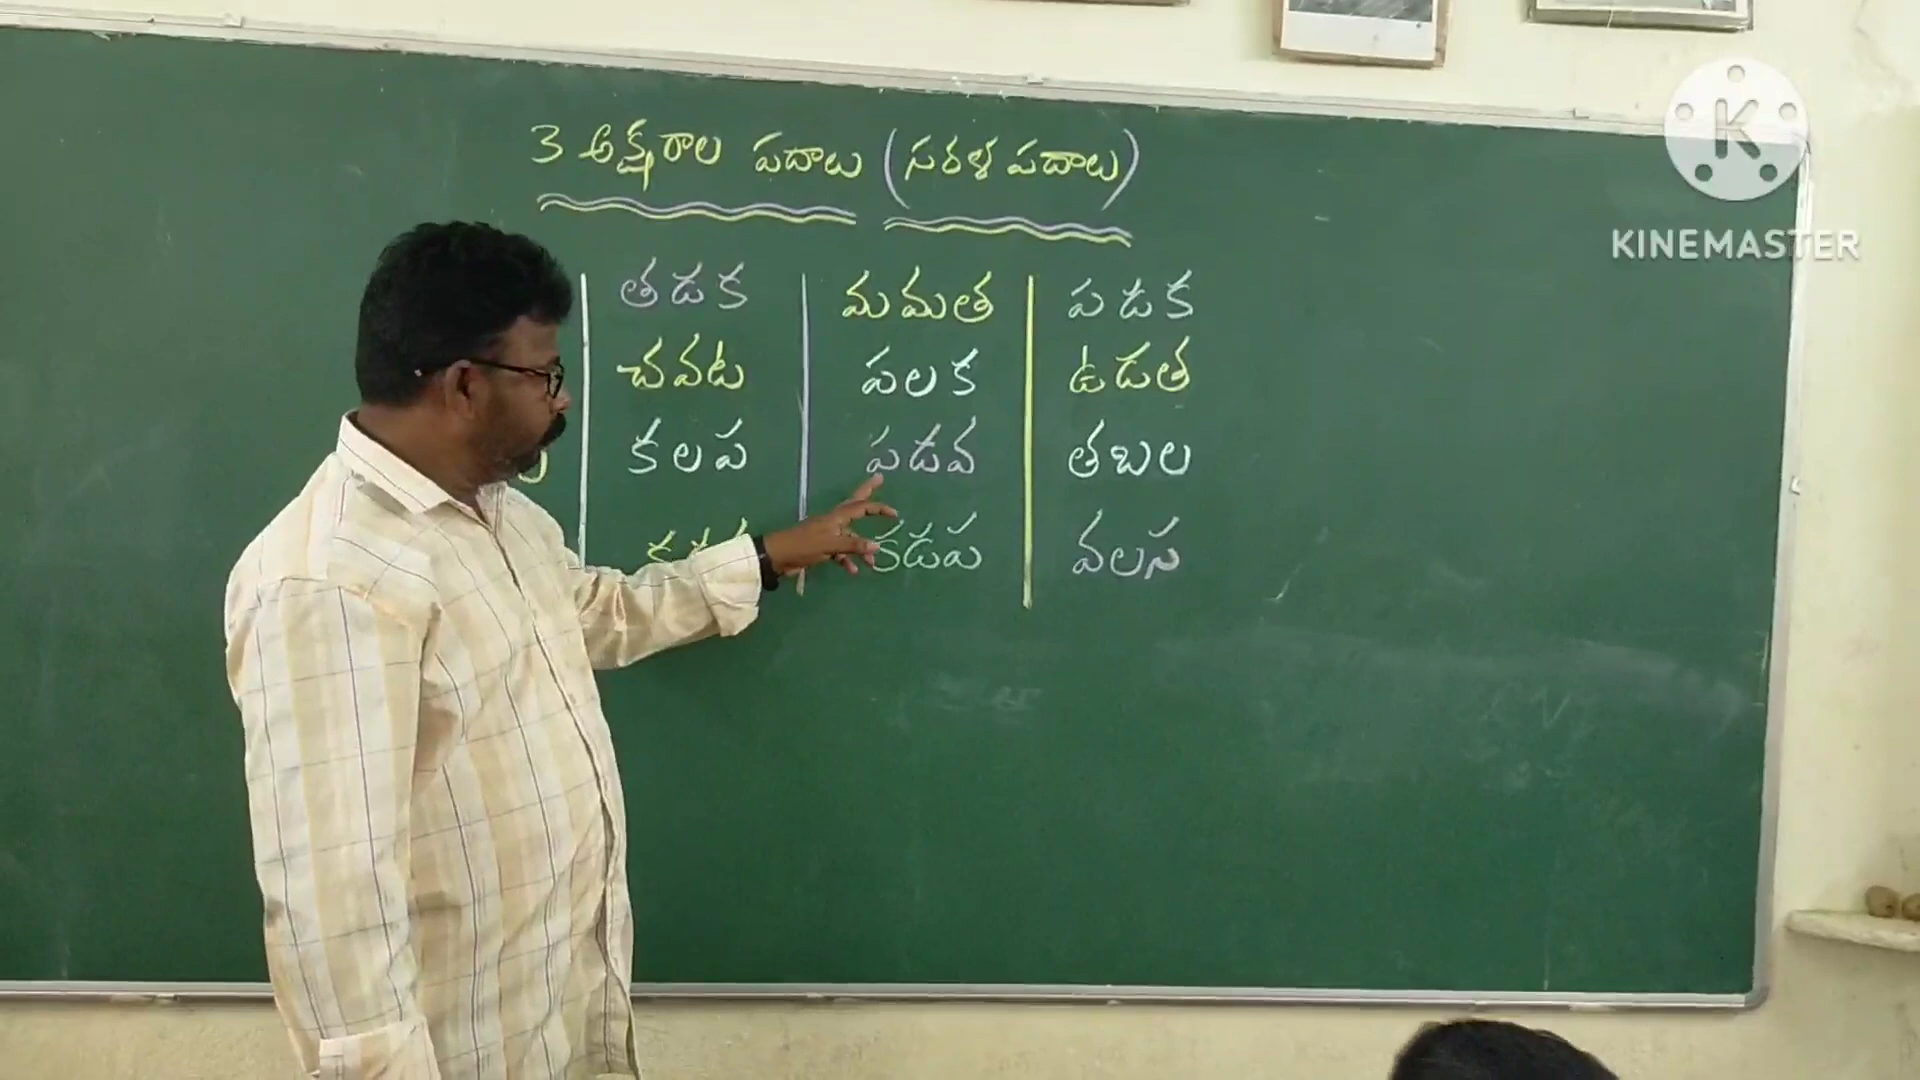 3 అక్షరాల పదాలు (సరళ పదాలు)
తడక మమత పడక
చవట పలక ఉడత
కలప పడవ తబల
కడప వలస
KINEMASTER